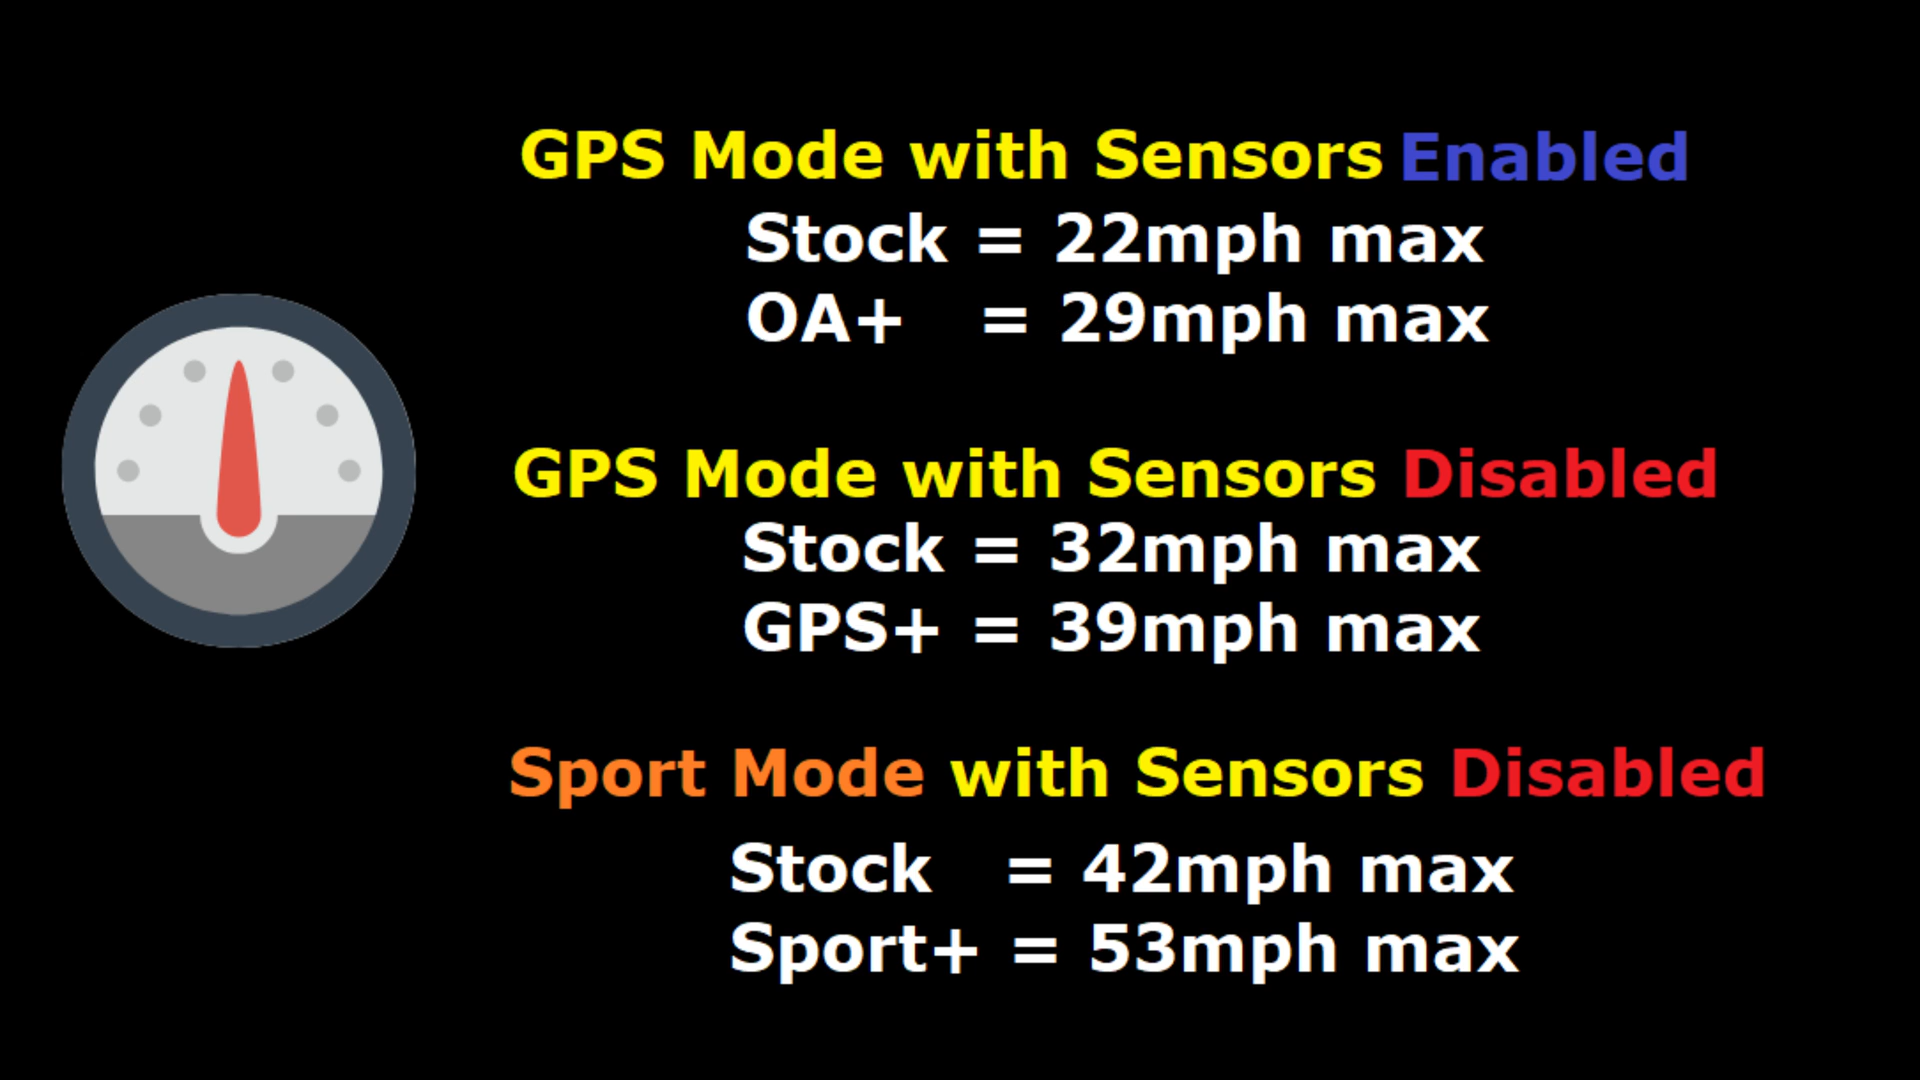 GPS Mode with Sensors Enabled
Stock = 22mph max
OA+ = 29mph max
GPS Mode with Sensors Disabled
Stock = 32mph max
GPS+ = 39mph max
Sport Mode with Sensors Disabled
Stock = 42mph max
Sport+ = 53mph max